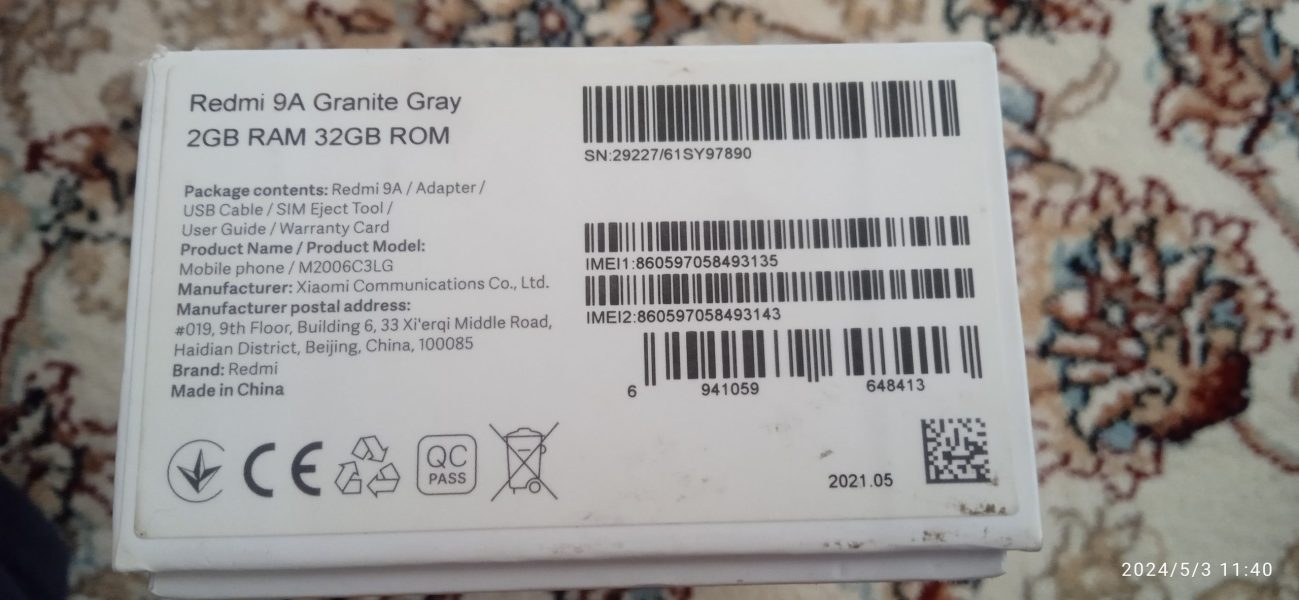 Redmi 9A Granite Gray
2GB RAM 32GB ROM
Package contents: Redmi 9A / Adapter /
USB Cable / SIM Eject Tool /
User Guide / Warranty Card
Product Name / Product Model:
Mobile phone / M2006C3LG
Manufacturer: Xiaomi Communications Co., Ltd.
Manufacturer postal address:
#019, 9th Floor, Building 6, 33 Xi'erqi Middle Road,
Haidian District, Beijing, China, 100085
Brand: Redmi
Made in China
CE
QC
PASS
SN:29227/61SY97890
IMEI1:860597058493135
IMEI2:860597058493143
6 941059 648413
2021.05
2024/5/3 11:40